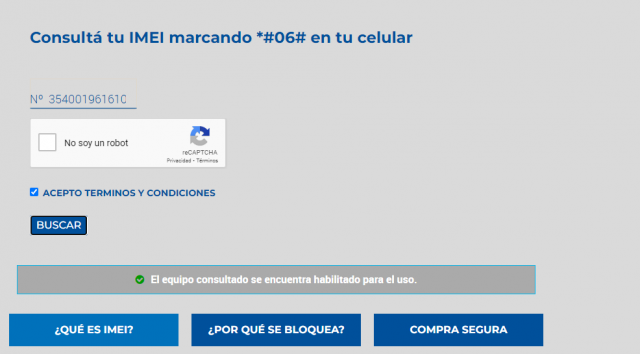 Consultá tu IMEI marcando *#06# en tu celular
Nº 354001961610
No soy un robot
reCAPTCHA
Privacidad - Términos
ACEPTO TERMINOS Y CONDICIONES
BUSCAR
El equipo consultado se encuentra habilitado para el uso.
¿QUÉ ES IMEI?
¿POR QUÉ SE BLOQUEA?
COMPRA SEGURA